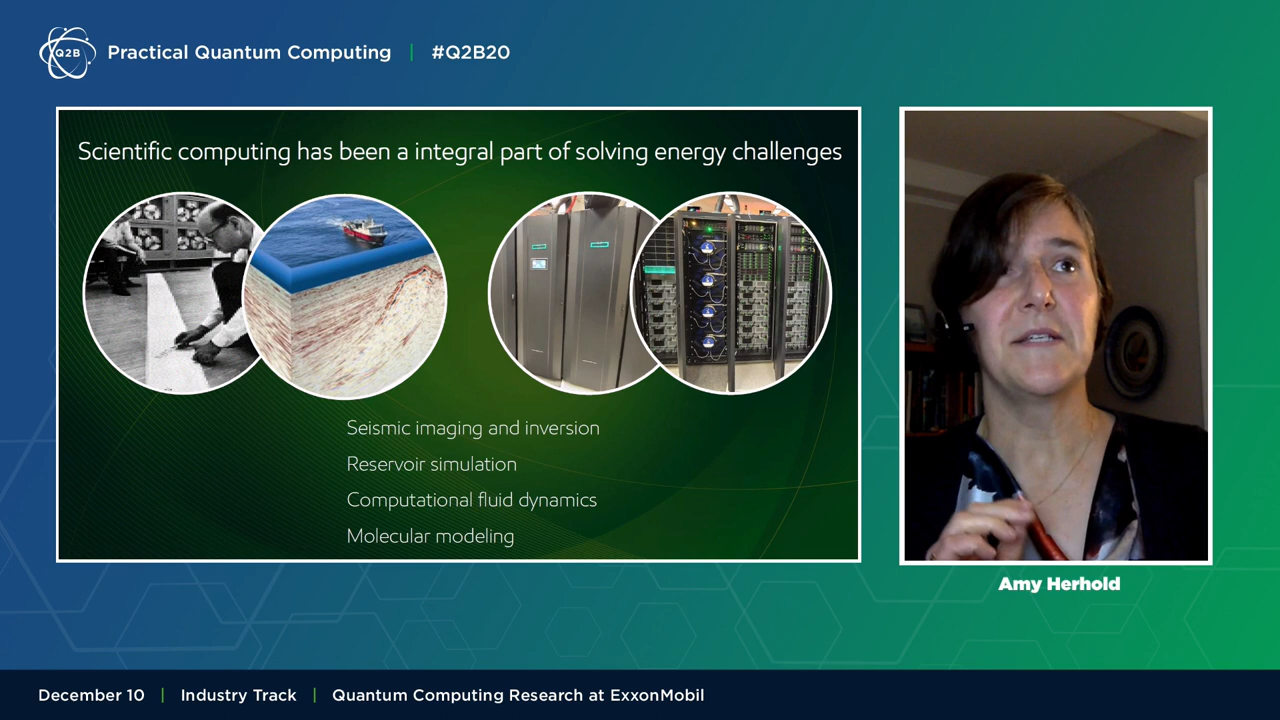 Q2B
Practical Quantum Computing | #Q2B20
Scientific computing has been a integral part of solving energy challenges
Seismic imaging and inversion
Reservoir simulation
Computational fluid dynamics
Molecular modeling
Amy Herhold
December 10 | Industry Track | Quantum Computing Research at ExxonMobil